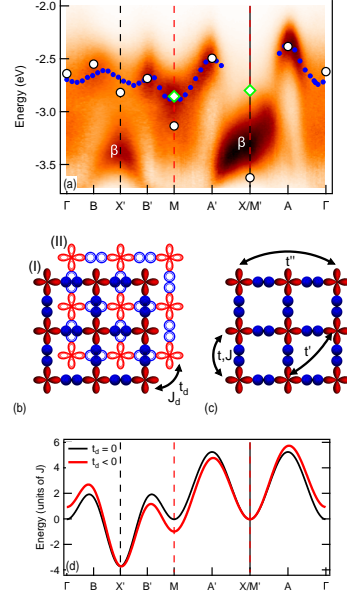 -2.0
-2.5
-3.0
-3.5
Energy (eV)
β
β
(a)
Γ B X' B' M A' X/M' A Γ
(II)
(I)
t_d
J_d
(b)
t''
t,J
t'
(c)
6
4
2
0
-2
-4
Energy (units of J)
t_d = 0
t_d < 0
(d)
Γ B X' B' M A' X/M' A Γ